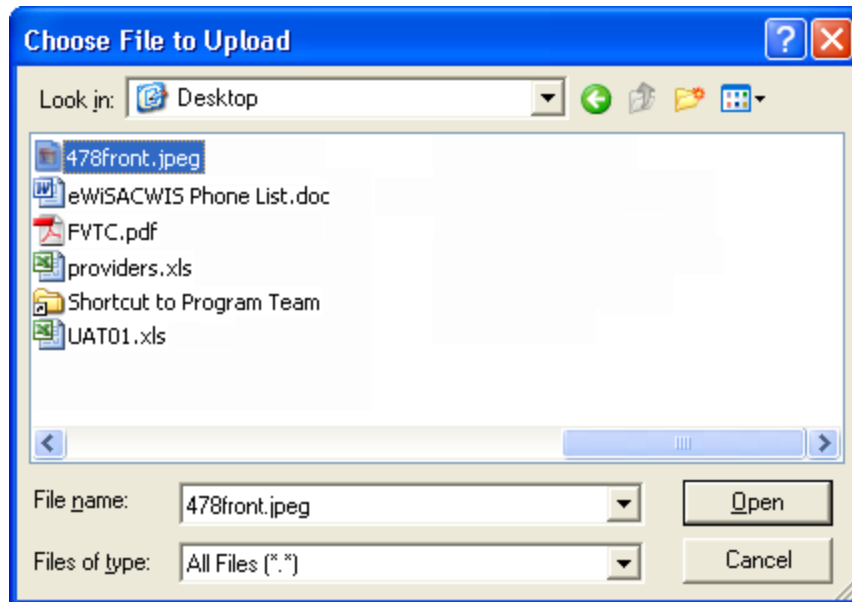 Choose File to Upload
Look in: Desktop
478front.jpeg
eWiSACWIS Phone List.doc
FVTC.pdf
providers.xls
Shortcut to Program Team
UAT01.xls
File name: 478front.jpeg Open
Files of type: All Files (*.*) Cancel